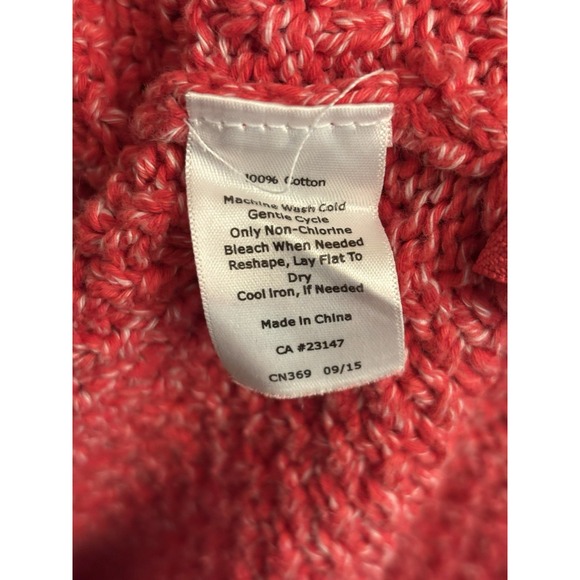 100% Cotton
Machine Wash Cold
Gentle Cycle
Only Non-Chlorine
Bleach When Needed
Reshape, Lay Flat To
Dry
Cool Iron, If Needed
Made in China
CA #23147
CN369 09/15